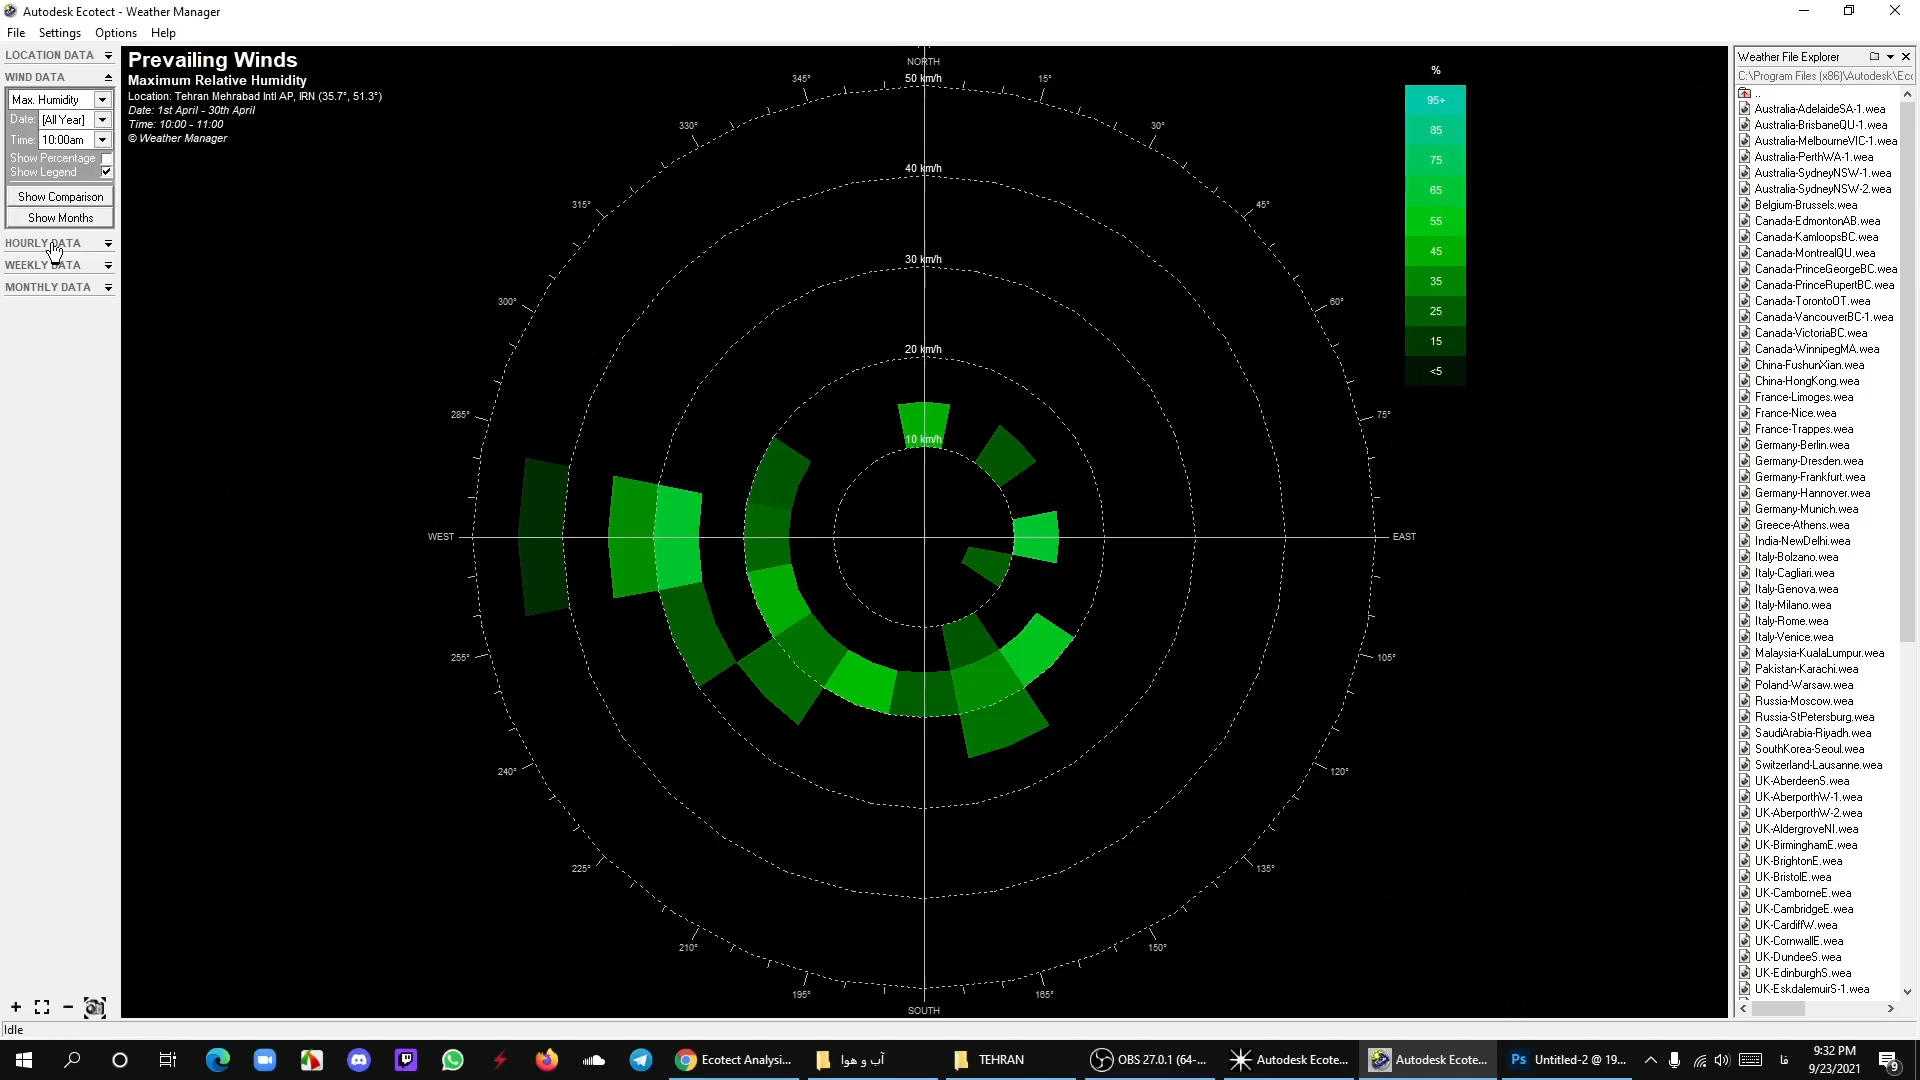 Autodesk Ecotect - Weather Manager
File Settings Options Help
LOCATION DATA
WIND DATA
Max. Humidity
Date: [All Year]
Time: 10:00am
Show Percentage
Show Legend
Show Comparison
Show Months
HOURLY DATA
WEEKLY DATA
MONTHLY DATA
Prevailing Winds
Maximum Relative Humidity
Location: Tehran Mehrabad Intl AP, IRN (35.7°, 51.3°)
Date: 1st April - 30th April
Time: 10:00 - 11:00
© Weather Manager
NORTH
50 km/h
345°
15°
330°
30°
40 km/h
315°
45°
30 km/h
300°
60°
20 km/h
285°
75°
10 km/h
WEST
EAST
255°
105°
240°
120°
225°
135°
210°
150°
195°
165°
SOUTH
%
95+
85
75
65
55
45
35
25
15
<5
Weather File Explorer
C:\Program Files (x86)\Autodesk\Ecc
..
Australia-AdelaideSA-1.wea
Australia-BrisbaneQU-1.wea
Australia-MelbourneVIC-1.wea
Australia-PerthWA-1.wea
Australia-SydneyNSW-1.wea
Australia-SydneyNSW-2.wea
Belgium-Brussels.wea
Canada-EdmontonAB.wea
Canada-KamloopsBC.wea
Canada-MontrealQU.wea
Canada-PrinceGeorgeBC.wea
Canada-PrinceRupertBC.wea
Canada-TorontoOT.wea
Canada-VancouverBC-1.wea
Canada-VictoriaBC.wea
Canada-WinnipegMA.wea
China-FushunXian.wea
China-HongKong.wea
France-Limoges.wea
France-Nice.wea
France-Trappes.wea
Germany-Berlin.wea
Germany-Dresden.wea
Germany-Frankfurt.wea
Germany-Hannover.wea
Germany-Munich.wea
Greece-Athens.wea
India-NewDelhi.wea
Italy-Bolzano.wea
Italy-Cagliari.wea
Italy-Genova.wea
Italy-Milano.wea
Italy-Rome.wea
Italy-Venice.wea
Malaysia-KualaLumpur.wea
Pakistan-Karachi.wea
Poland-Warsaw.wea
Russia-Moscow.wea
Russia-StPetersburg.wea
SaudiArabia-Riyadh.wea
SouthKorea-Seoul.wea
Switzerland-Lausanne.wea
UK-AberdeenS.wea
UK-AberporthW-1.wea
UK-AberporthW-2.wea
UK-AldergroveNI.wea
UK-BirminghamE.wea
UK-BrightonE.wea
UK-BristolE.wea
UK-CamborneE.wea
UK-CambridgeE.wea
UK-CardiffW.wea
UK-CornwallE.wea
UK-DundeeS.wea
UK-EdinburghS.wea
UK-EskdalemuirS-1.wea
Idle
Ecotect Analysi...
آب و هوا
TEHRAN
OBS 27.0.1 (64-...
Autodesk Ecote...
Autodesk Ecote...
Ps Untitled-2 @ 19...
فا
9:32 PM
9/23/2021
9